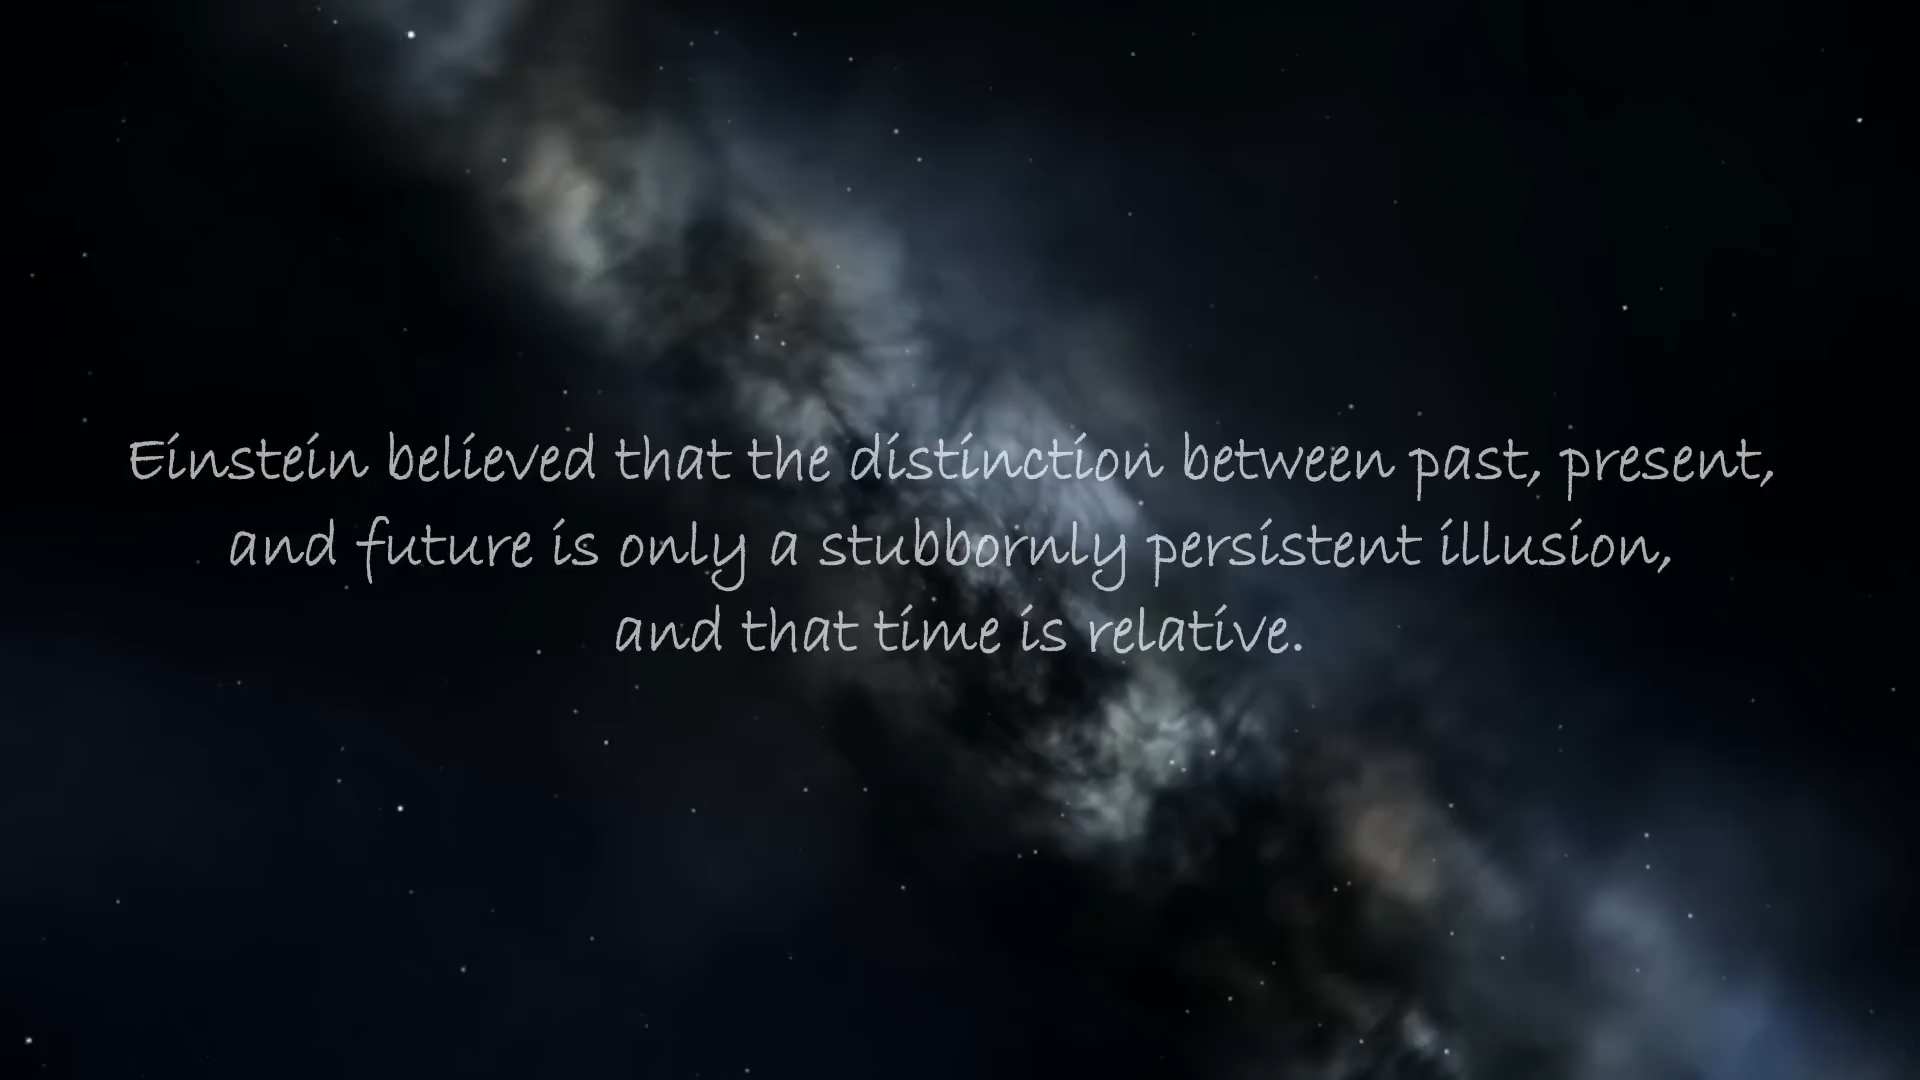 Einstein believed that the distinction between past, present,
and future is only a stubbornly persistent illusion,
and that time is relative.